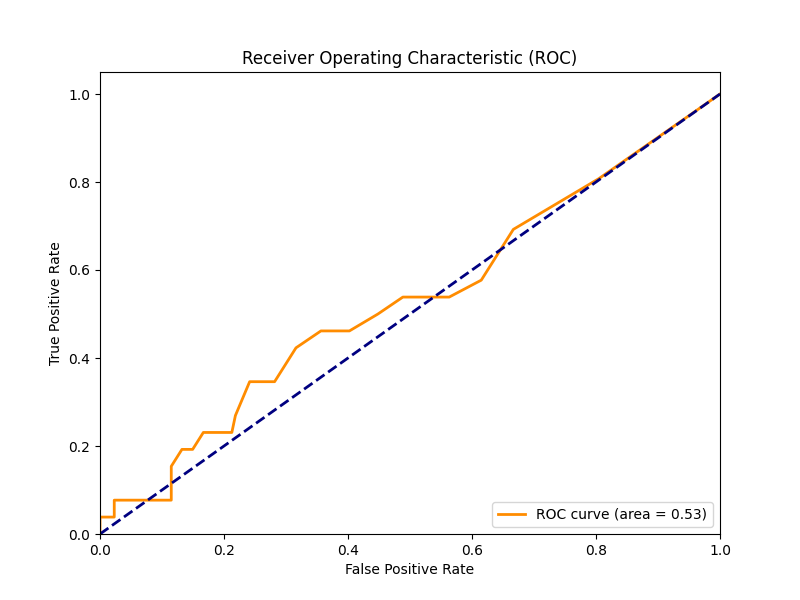 Receiver Operating Characteristic (ROC)
1.0
0.8
0.6
0.4
0.2
0.0
True Positive Rate
ROC curve (area = 0.53)
0.0 0.2 0.4 0.6 0.8 1.0
False Positive Rate